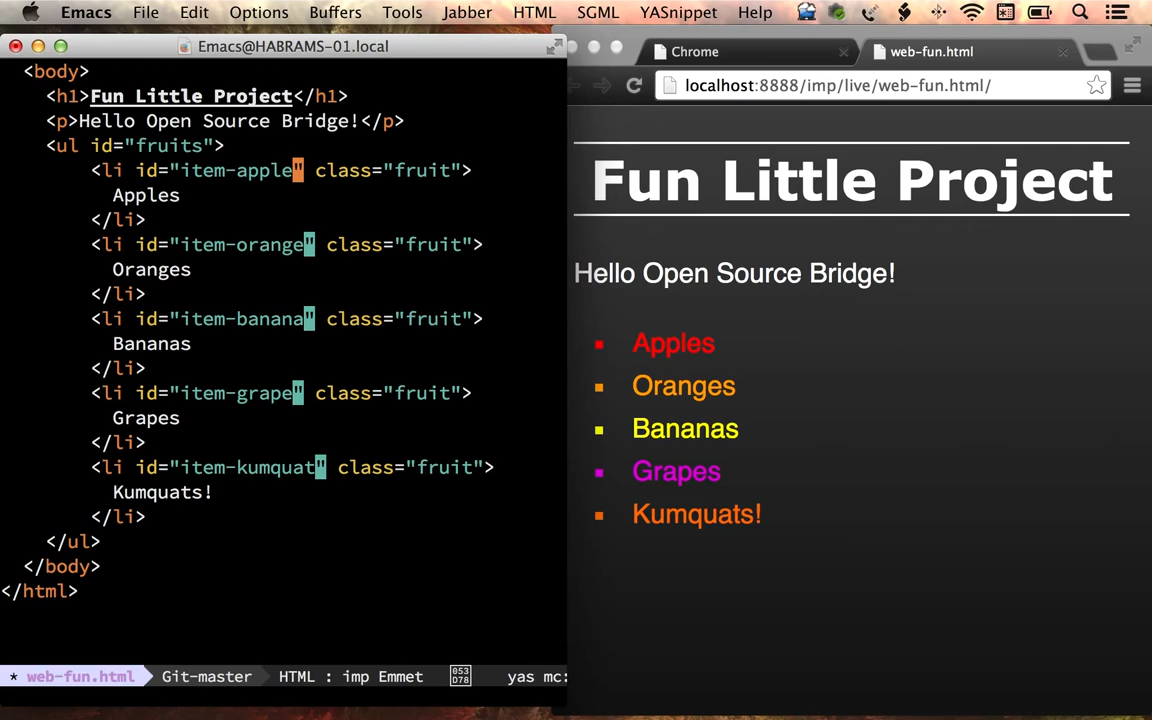 Emacs File Edit Options Buffers Tools Jabber HTML SGML YASnippet Help
Emacs@HABRAMS-01.local
<body>
<h1>Fun Little Project</h1>
<p>Hello Open Source Bridge!</p>
<ul id="fruits">
<li id="item-apple" class="fruit">
Apples
</li>
<li id="item-orange" class="fruit">
Oranges
</li>
<li id="item-banana" class="fruit">
Bananas
</li>
<li id="item-grape" class="fruit">
Grapes
</li>
<li id="item-kumquat" class="fruit">
Kumquats!
</li>
</ul>
</body>
</html>
* web-fun.html Git-master HTML : imp Emmet 053 D78 yas mc:
Chrome web-fun.html
localhost:8888/imp/live/web-fun.html/
Fun Little Project
Hello Open Source Bridge!
Apples
Oranges
Bananas
Grapes
Kumquats!